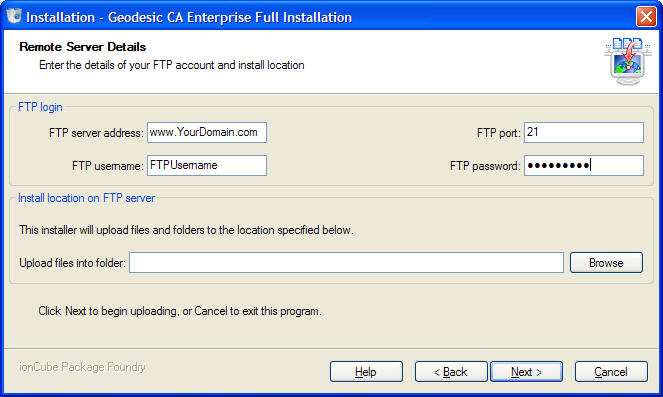 Installation - Geodesic CA Enterprise Full Installation
Remote Server Details
Enter the details of your FTP account and install location
FTP login
FTP server address: www.YourDomain.com FTP port: 21
FTP username: FTPUsername FTP password: ●●●●●●●●●
Install location on FTP server
This installer will upload files and folders to the location specified below.
Upload files into folder: Browse
Click Next to begin uploading, or Cancel to exit this program.
ionCube Package Foundry
Help < Back Next > Cancel